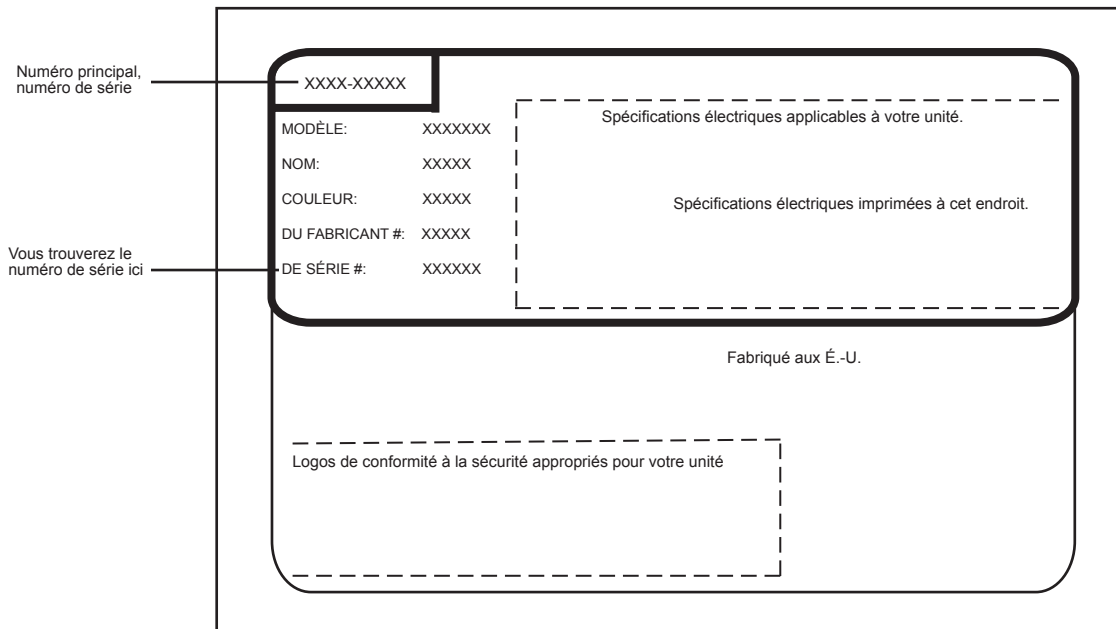 Numéro principal,
numéro de série
XXXX-XXXXX
MODÈLE: XXXXXXX
NOM: XXXXX
COULEUR: XXXXX
DU FABRICANT #: XXXXX
Vous trouverez le
numéro de série ici
DE SÉRIE #: XXXXXX
Spécifications électriques applicables à votre unité.
Spécifications électriques imprimées à cet endroit.
Fabriqué aux É.-U.
Logos de conformité à la sécurité appropriés pour votre unité